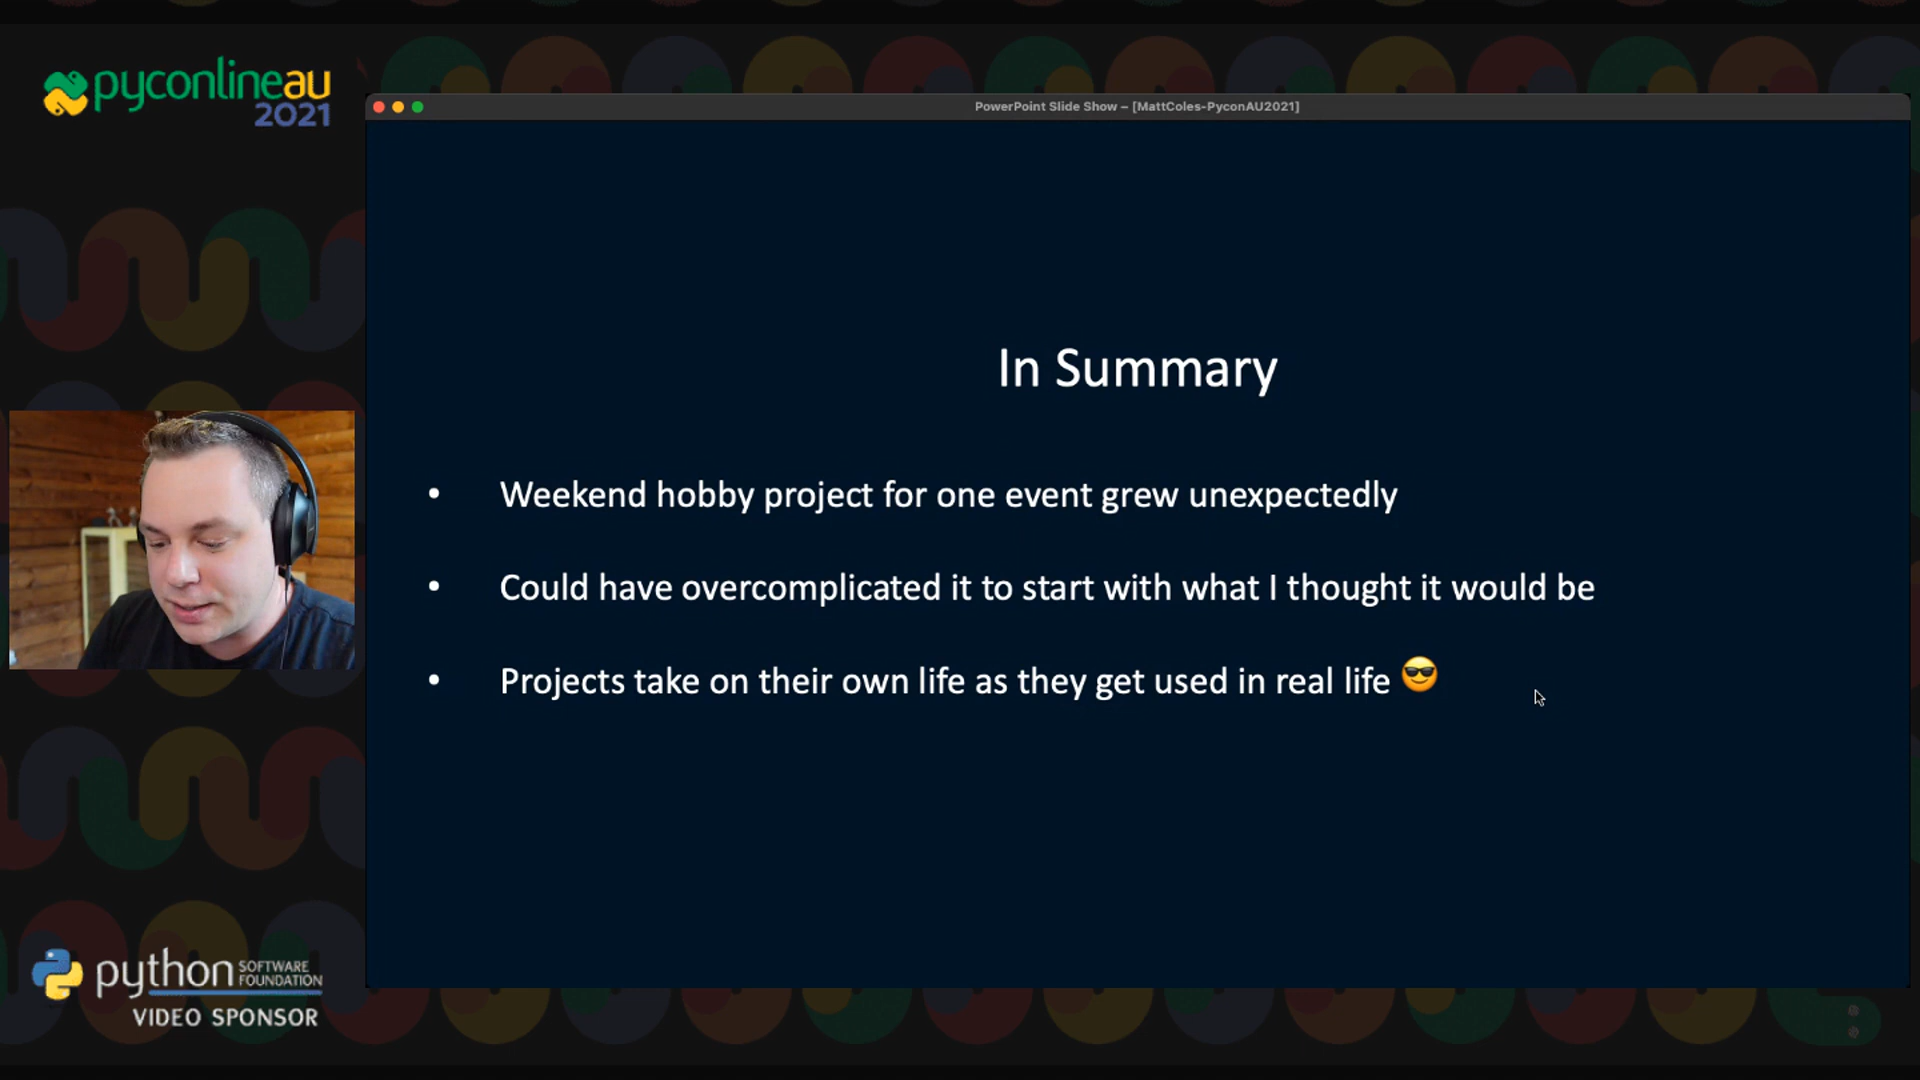 pyconlineau
2021
PowerPoint Slide Show – [MattColes-PyconAU2021]
In Summary
• Weekend hobby project for one event grew unexpectedly
• Could have overcomplicated it to start with what I thought it would be
• Projects take on their own life as they get used in real life 😎
python SOFTWARE FOUNDATION
VIDEO SPONSOR